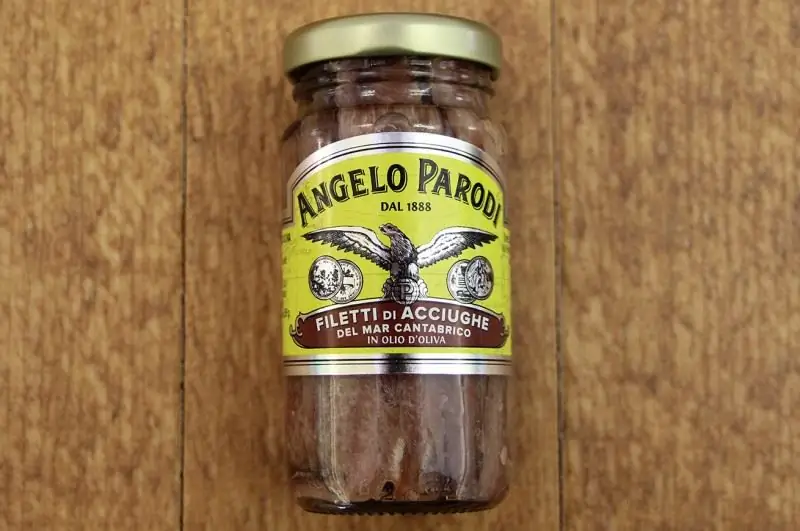 ANGELO PARODI
DAL 1888
FILETTI DI ACCIUGHE
DEL MAR CANTABRICO
IN OLIO D'OLIVA